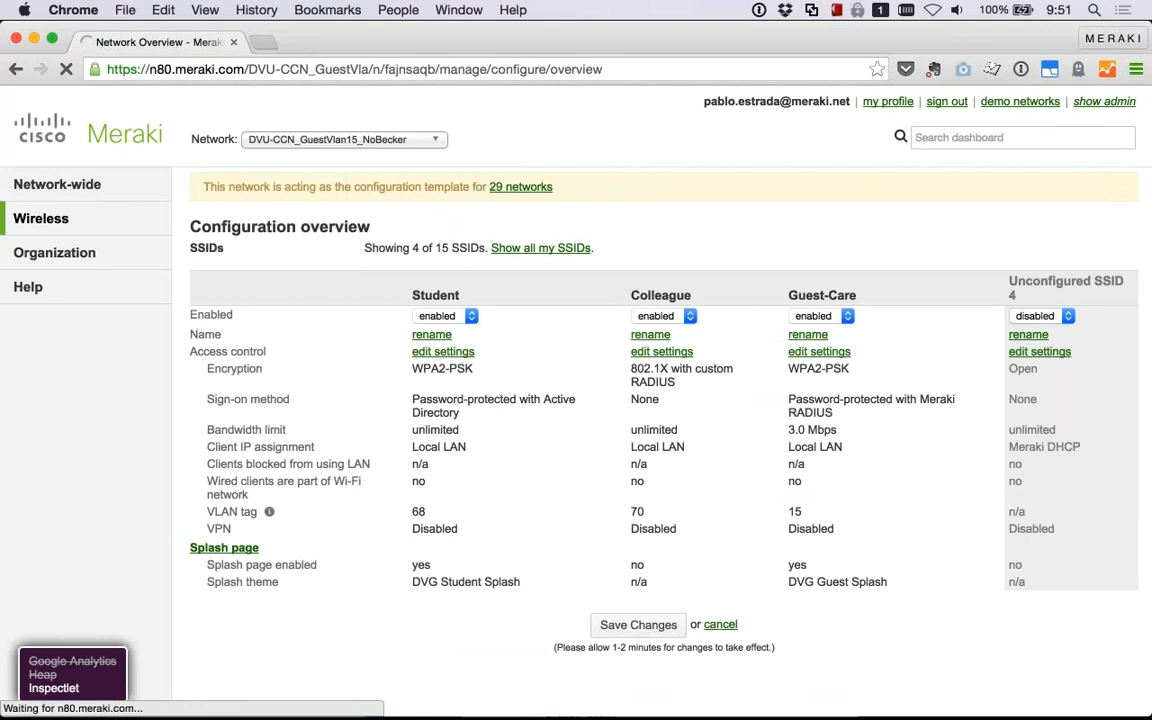 Chrome File Edit View History Bookmarks People Window Help 1 100% 9:51
Network Overview - Merak × MERAKI
https://n80.meraki.com/DVU-CCN_GuestVla/n/fajnsaqb/manage/configure/overview
pablo.estrada@meraki.net | my profile | sign out | demo networks | show admin
CISCO Meraki Network: DVU-CCN_GuestVlan15_NoBecker Search dashboard
Network-wide
Wireless
Organization
Help
This network is acting as the configuration template for 29 networks
Configuration overview
SSIDs Showing 4 of 15 SSIDs. Show all my SSIDs.
Student Colleague Guest-Care Unconfigured SSID 4
Enabled enabled enabled enabled disabled
Name rename rename rename rename
Access control edit settings edit settings edit settings edit settings
Encryption WPA2-PSK 802.1X with custom RADIUS WPA2-PSK Open
Sign-on method Password-protected with Active Directory None Password-protected with Meraki RADIUS None
Bandwidth limit unlimited unlimited 3.0 Mbps unlimited
Client IP assignment Local LAN Local LAN Local LAN Meraki DHCP
Clients blocked from using LAN n/a n/a n/a no
Wired clients are part of Wi-Fi network no no no no
VLAN tag i 68 70 15 n/a
VPN Disabled Disabled Disabled Disabled
Splash page
Splash page enabled yes no yes no
Splash theme DVG Student Splash n/a DVG Guest Splash n/a
Save Changes or cancel
(Please allow 1-2 minutes for changes to take effect.)
Google Analytics
Heap
Inspectlet
Waiting for n80.meraki.com...